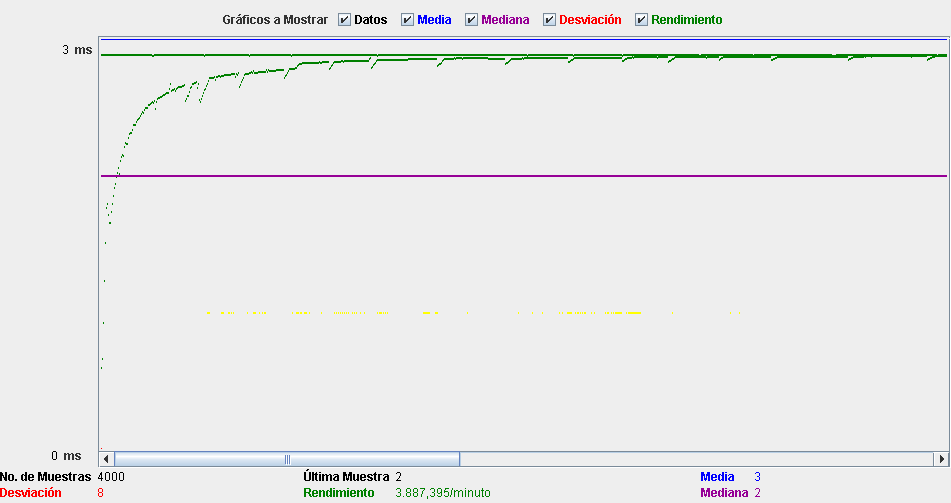 Gráficos a Mostrar Datos Media Mediana Desviación Rendimiento
3 ms
0 ms
No. de Muestras 4000 Última Muestra 2 Media 3
Desviación 8 Rendimiento 3.887,395/minuto Mediana 2